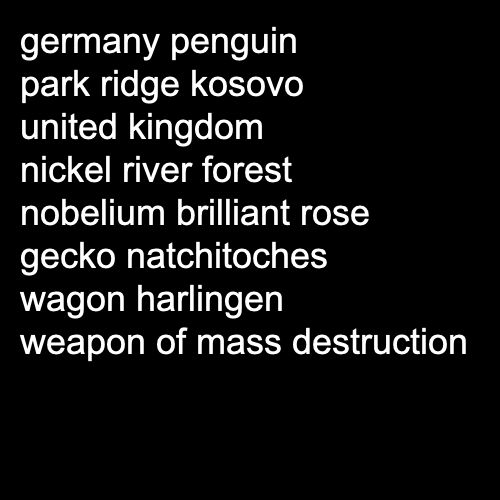 germany penguin
park ridge kosovo
united kingdom
nickel river forest
nobelium brilliant rose
gecko natchitoches
wagon harlingen
weapon of mass destruction